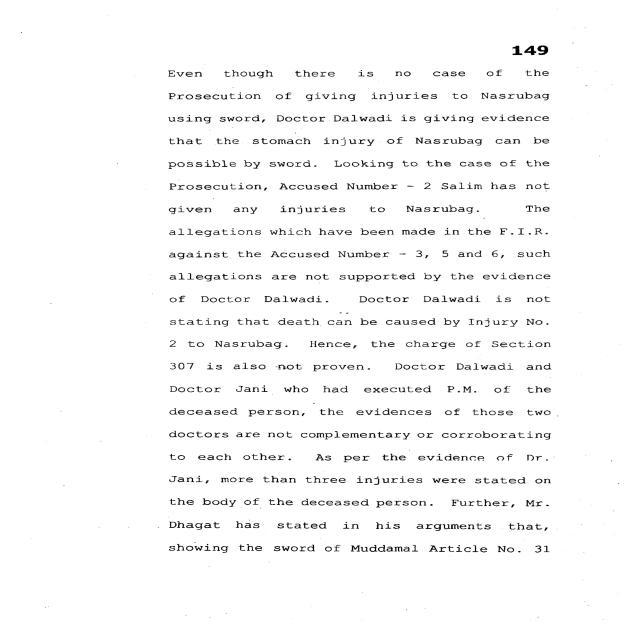 149
Even though there is no case of the
Prosecution of giving injuries to Nasrubag
using sword, Doctor Dalwadi is giving evidence
that the stomach injury of Nasrubag can be
possible by sword. Looking to the case of the
Prosecution, Accused Number - 2 Salim has not
given any injuries to Nasrubag. The
allegations which have been made in the F.I.R.
against the Accused Number - 3, 5 and 6, such
allegations are not supported by the evidence
of Doctor Dalwadi. Doctor Dalwadi is not
stating that death can be caused by Injury No.
2 to Nasrubag. Hence, the charge of Section
307 is also not proven. Doctor Dalwadi and
Doctor Jani who had executed P.M. of the
deceased person, the evidences of those two
doctors are not complementary or corroborating
to each other. As per the evidence of Dr.
Jani, more than three injuries were stated on
the body of the deceased person. Further, Mr.
Dhagat has stated in his arguments that,
showing the sword of Muddamal Article No. 31